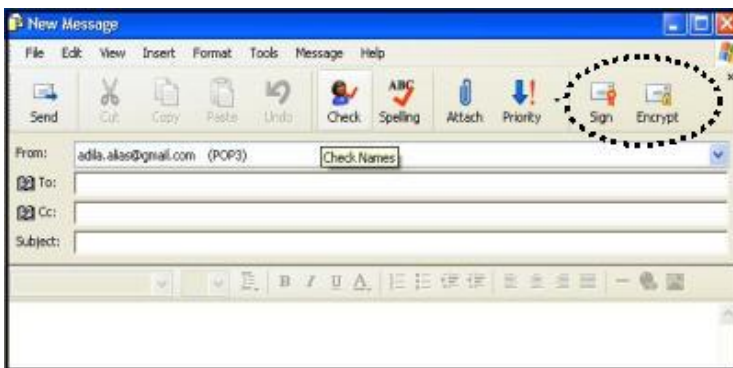 New Message
File Edit View Insert Format Tools Message Help
ABC
Send Cut Copy Paste Undo Check Spelling Attach Priority Sign Encrypt
From: adila.alias@gmail.com (POP3)
Check Names
To:
Cc:
Subject:
B I U A